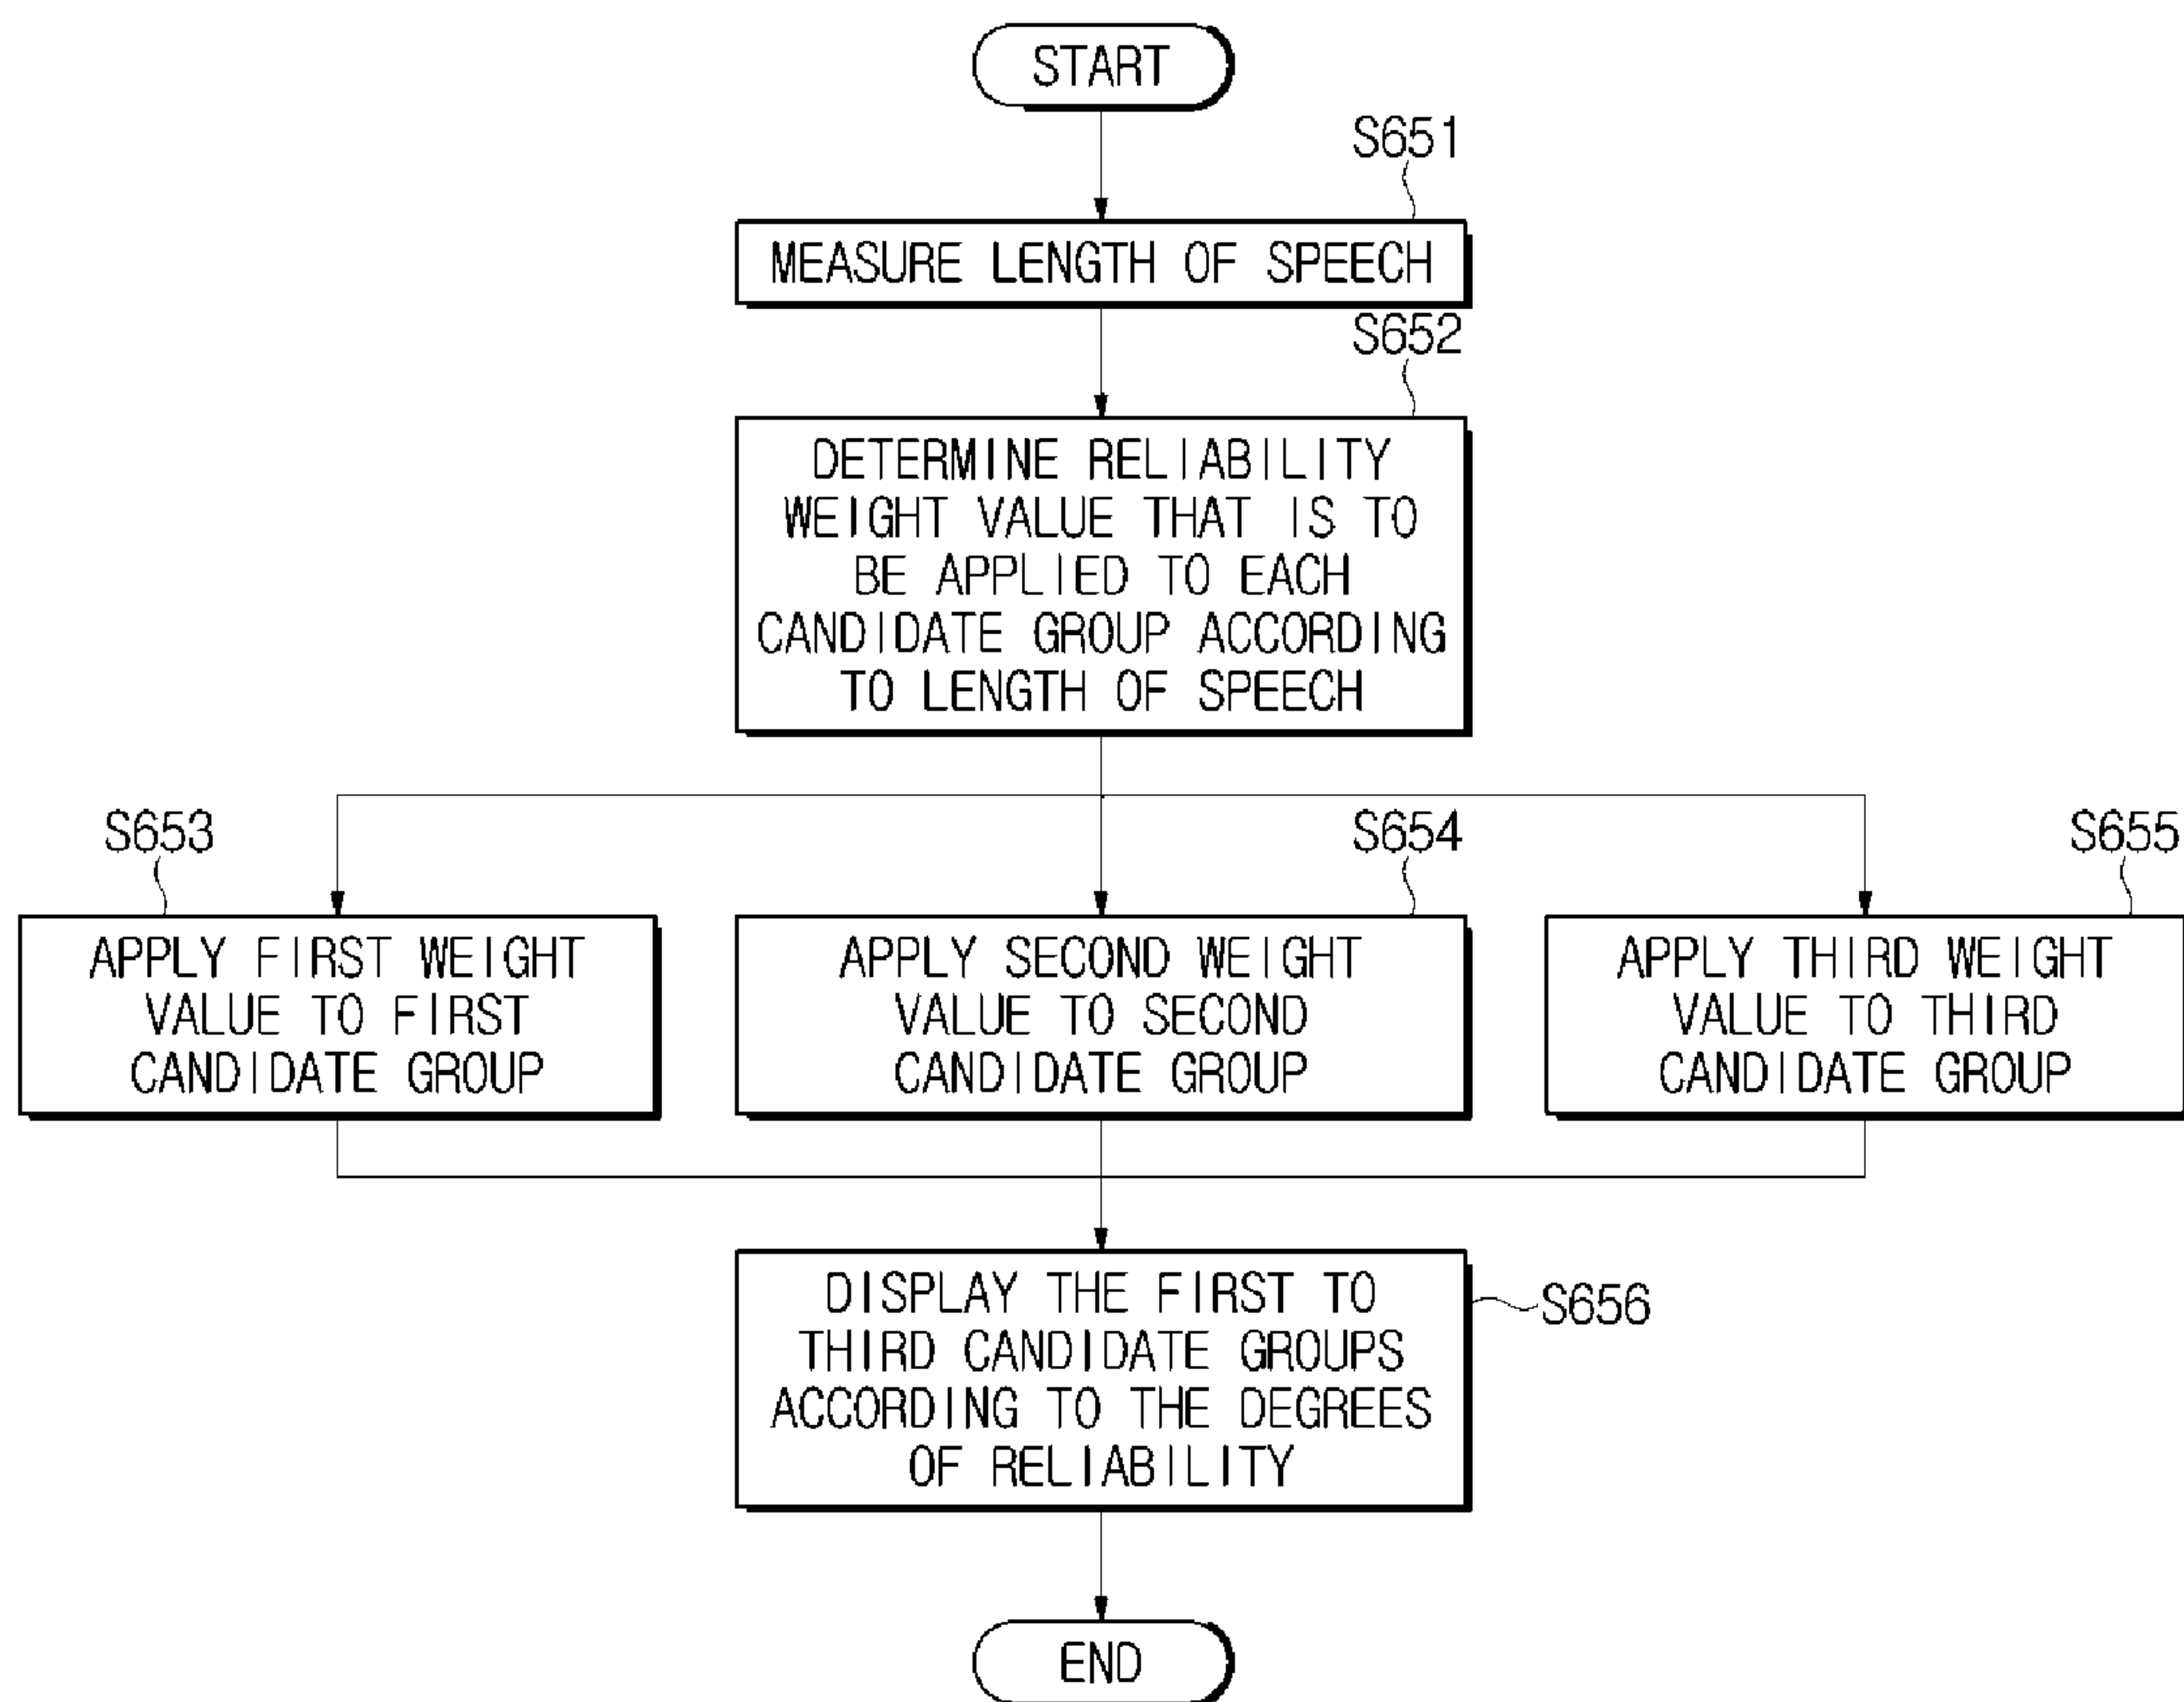 START
S651
MEASURE LENGTH OF SPEECH
S652
DETERMINE RELIABILITY
WEIGHT VALUE THAT IS TO
BE APPLIED TO EACH
CANDIDATE GROUP ACCORDING
TO LENGTH OF SPEECH
S653
APPLY FIRST WEIGHT
VALUE TO FIRST
CANDIDATE GROUP
S654
APPLY SECOND WEIGHT
VALUE TO SECOND
CANDIDATE GROUP
S655
APPLY THIRD WEIGHT
VALUE TO THIRD
CANDIDATE GROUP
DISPLAY THE FIRST TO
THIRD CANDIDATE GROUPS
ACCORDING TO THE DEGREES
OF RELIABILITY
S656
END